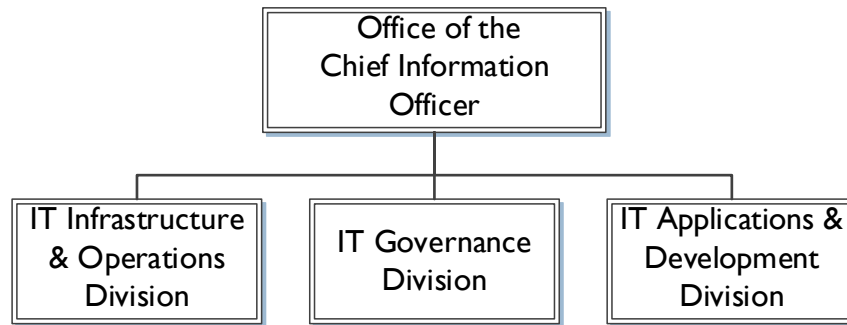 Office of the
Chief Information
Officer
IT Infrastructure
& Operations
Division
IT Governance
Division
IT Applications &
Development
Division